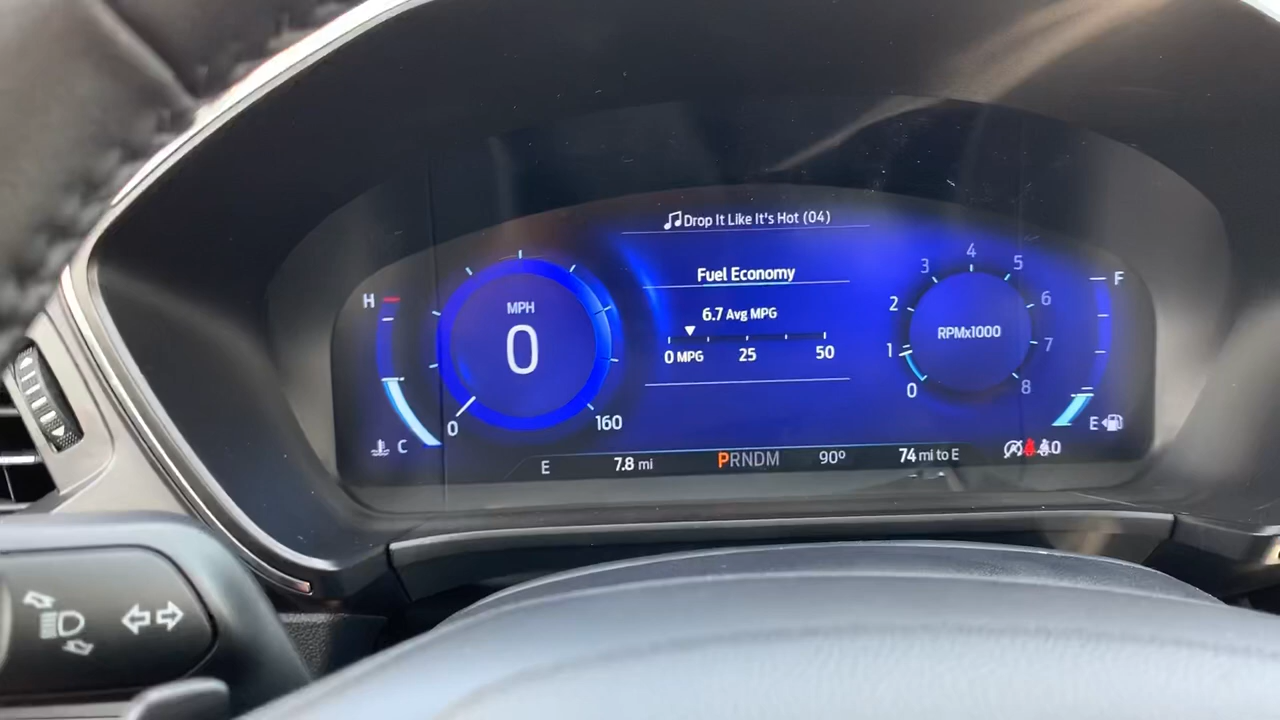 Drop It Like It's Hot (04)
Fuel Economy
6.7 Avg MPG
0 MPG 25 50
H
C
MPH
0
0
160
0
1
2
3
4
5
6
7
8
RPMx1000
F
E
E 7.8 mi PRNDM 90º 74 mi to E